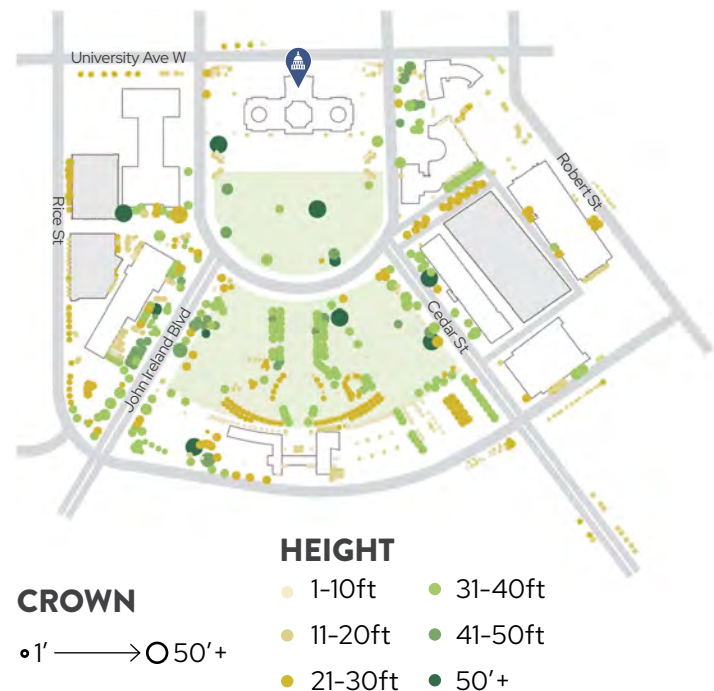 University Ave W
Rice St
Robert St
Cedar St
John Ireland Blvd
HEIGHT
CROWN
1' 50'+
1-10ft
11-20ft
21-30ft
31-40ft
41-50ft
50'+